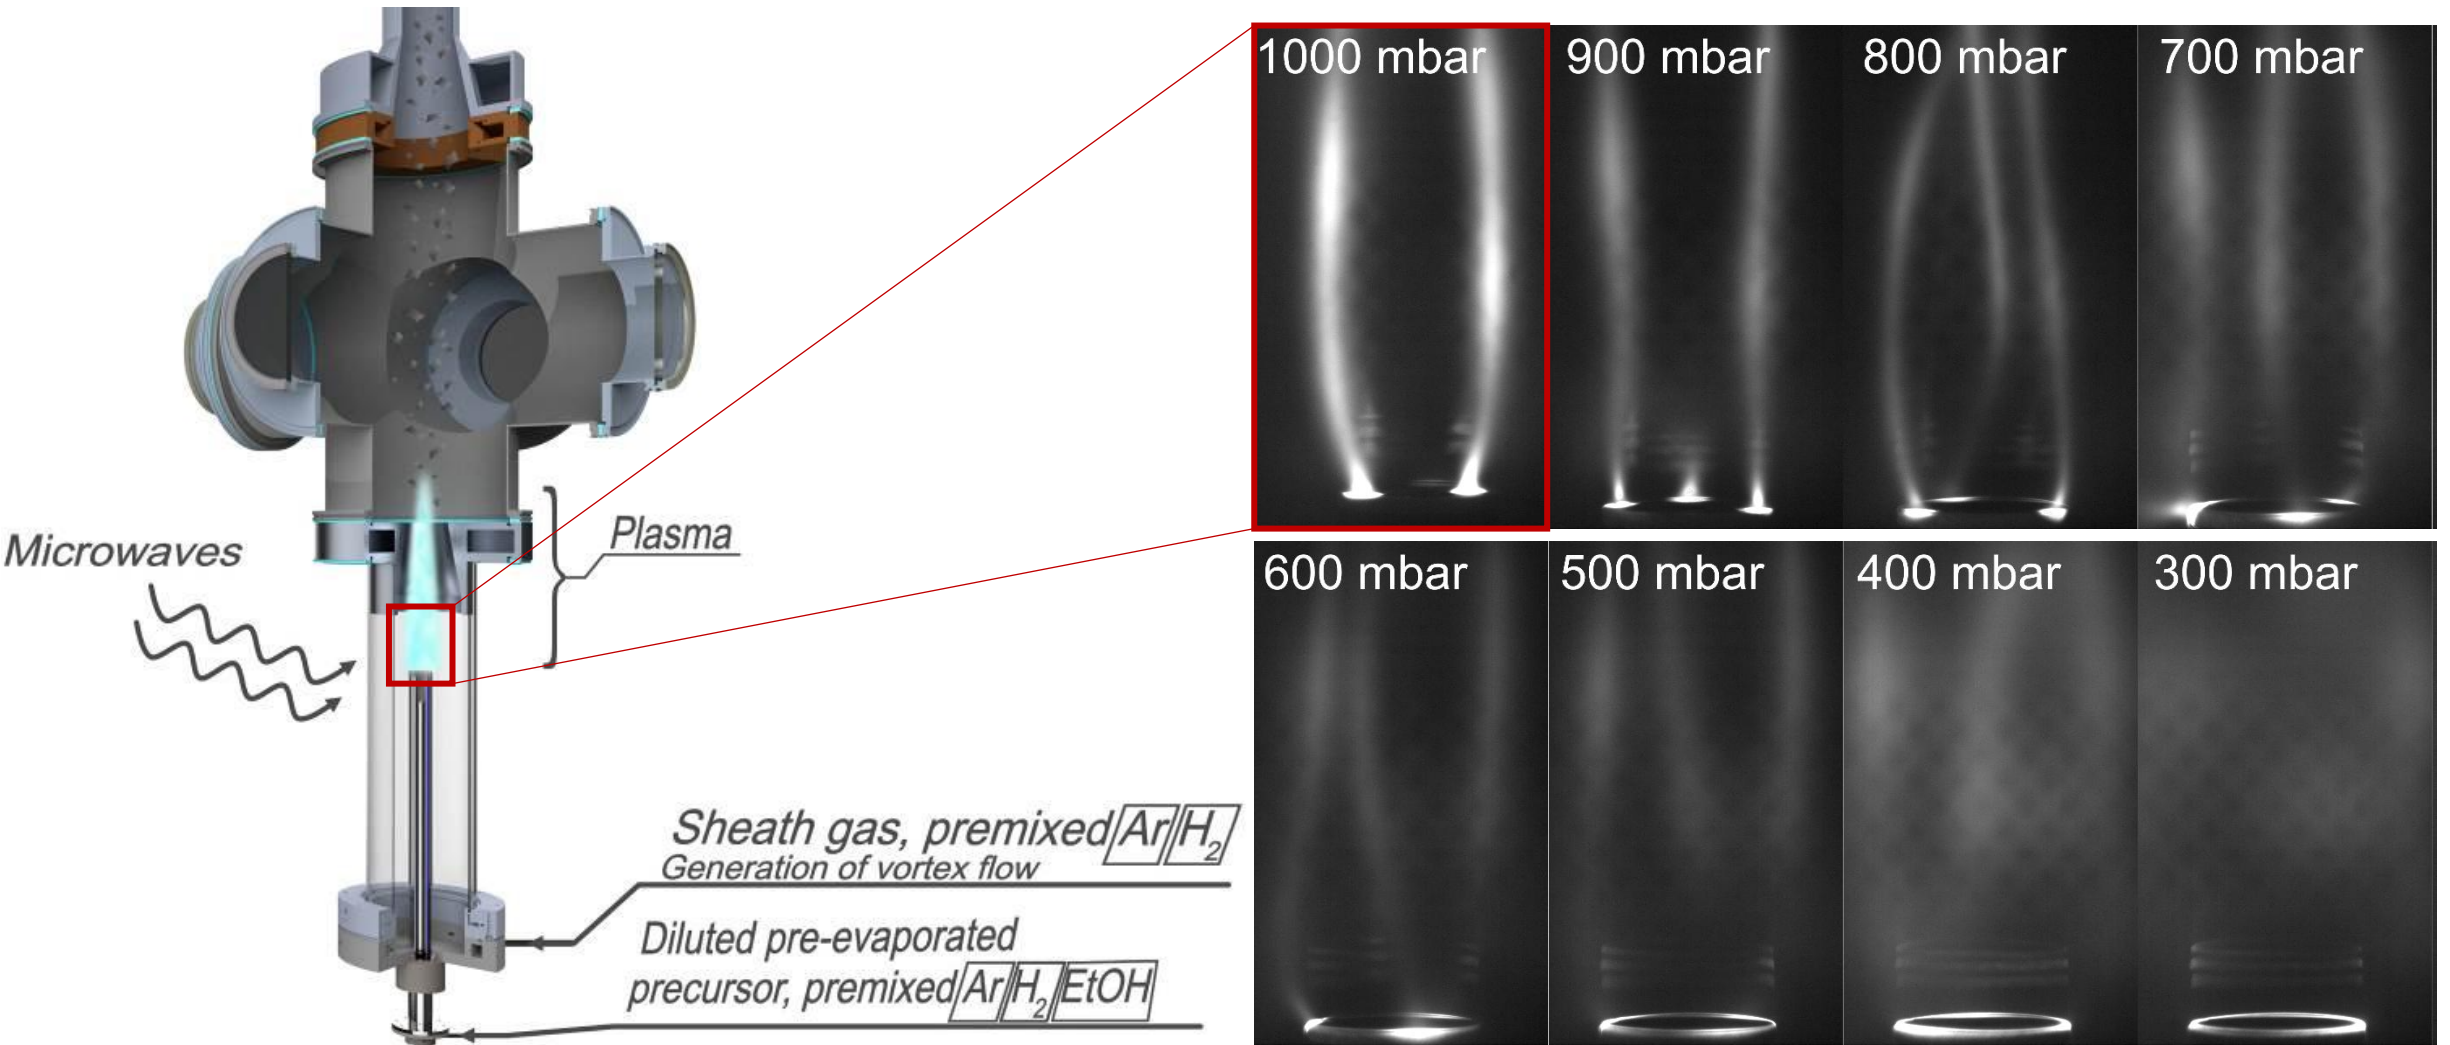 Microwaves
Plasma
Sheath gas, premixed Ar H2
Generation of vortex flow
Diluted pre-evaporated
precursor, premixed Ar H2 EtOH
1000 mbar
900 mbar
800 mbar
700 mbar
600 mbar
500 mbar
400 mbar
300 mbar